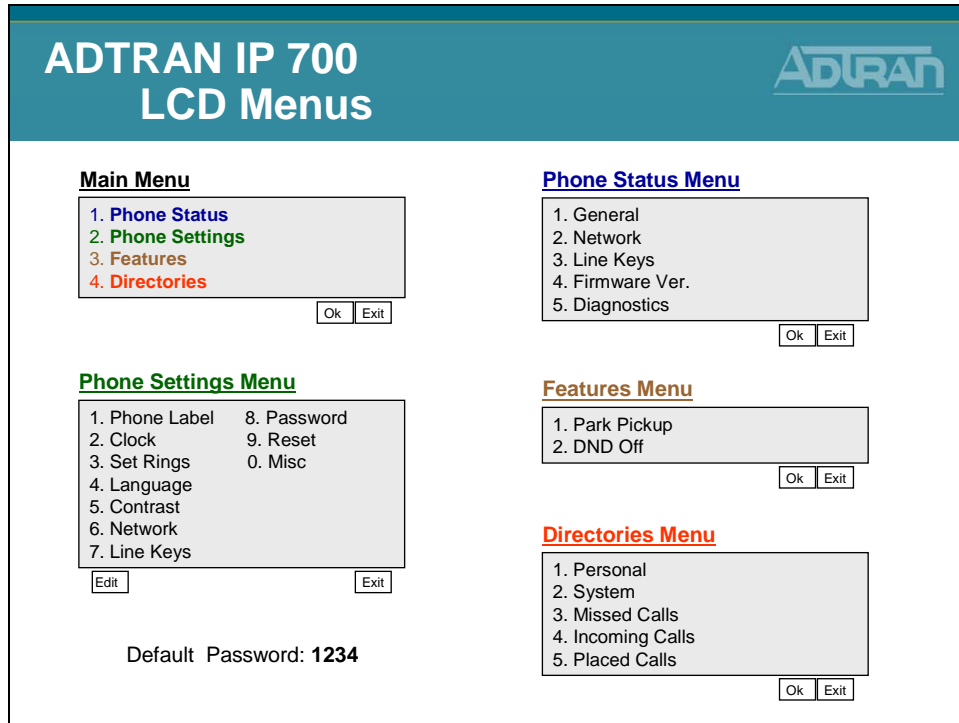 ADTRAN IP 700
LCD Menus
ADTRAN
Main Menu
1. Phone Status
2. Phone Settings
3. Features
4. Directories
Ok Exit
Phone Settings Menu
1. Phone Label 8. Password
2. Clock 9. Reset
3. Set Rings 0. Misc
4. Language
5. Contrast
6. Network
7. Line Keys
Edit Exit
Default Password: 1234
Phone Status Menu
1. General
2. Network
3. Line Keys
4. Firmware Ver.
5. Diagnostics
Ok Exit
Features Menu
1. Park Pickup
2. DND Off
Ok Exit
Directories Menu
1. Personal
2. System
3. Missed Calls
4. Incoming Calls
5. Placed Calls
Ok Exit